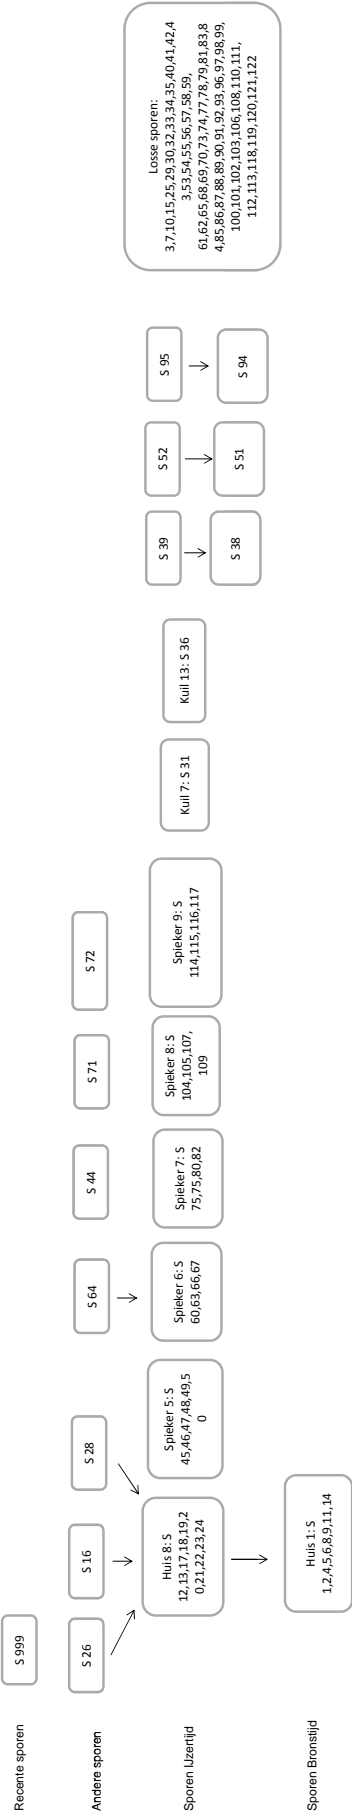 Recente sporen
S 999
Andere sporen
S 26
S 16
S 28
S 64
S 44
S 71
S 72
Sporen IJzertijd
Huis 8: S
12,13,17,18,19,2
0,21,22,23,24
Spieker 5: S
45,46,47,48,49,5
0
Spieker 6: S
60,63,66,67
Spieker 7: S
75,75,80,82
Spieker 8: S
104,105,107,
109
Spieker 9: S
114,115,116,117
Kuil 7: S 31
Kuil 13: S 36
S 39
S 38
S 52
S 51
S 95
S 94
Losse sporen:
3,7,10,15,25,29,30,32,33,34,35,40,41,42,4
3,53,54,55,56,57,58,59,
61,62,65,68,69,70,73,74,77,78,79,81,83,8
4,85,86,87,88,89,90,91,92,93,96,97,98,99,
100,101,102,103,106,108,110,111,
112,113,118,119,120,121,122
Sporen Bronstijd
Huis 1: S
1,2,4,5,6,8,9,11,14